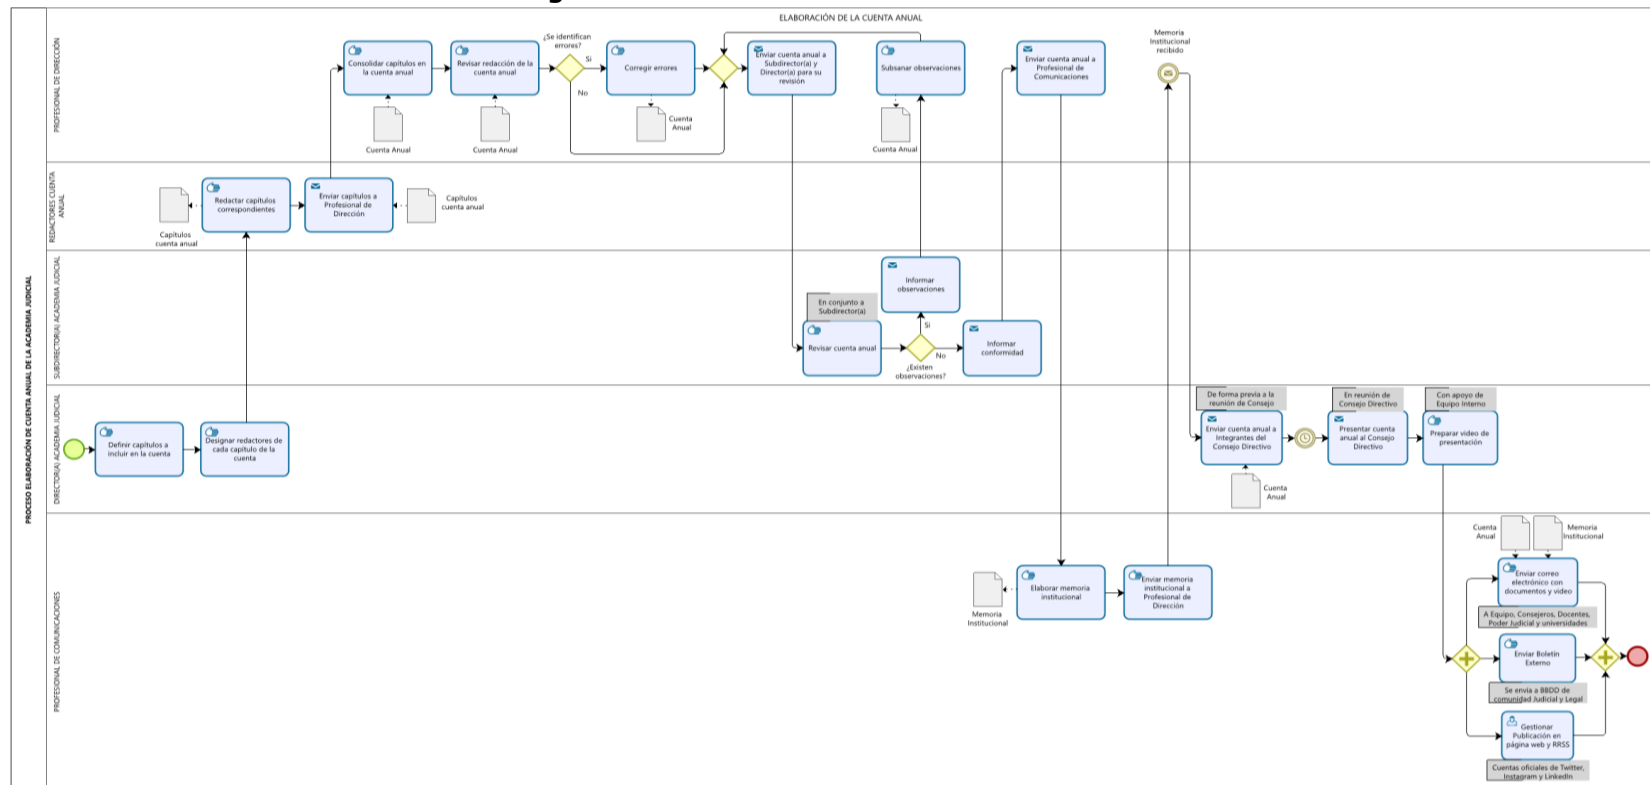 ELABORACIÓN DE LA CUENTA ANUAL
PROCESO ELABORACIÓN DE CUENTA ANUAL DE LA ACADEMIA JUDICIAL
PROFESIONAL DE DIRECCIÓN
Consolidar capítulos en
la cuenta anual
Cuenta Anual
Revisar redacción de la
cuenta anual
Cuenta Anual
¿Se identifican
errores?
Si
No
Corregir errores
Cuenta
Anual
Enviar cuenta anual a
Subdirector(a) y
Director(a) para su
revisión
Subsanar observaciones
Cuenta Anual
Enviar cuenta anual a
Profesional de
Comunicaciones
Memoria
Institucional
recibido
REDACTORES CUENTA
ANUAL
Capítulos
cuenta anual
Redactar capítulos
correspondientes
Enviar capítulos a
Profesional de
Dirección
Capítulos
cuenta anual
SUBDIRECTOR(A) ACADEMIA JUDICIAL
En conjunto a
Subdirector(a)
Revisar cuenta anual
Informar
observaciones
Si
No
¿Existen
observaciones?
Informar
conformidad
DIRECTOR(A) ACADEMIA JUDICIAL
Definir capítulos a
incluir en la cuenta
Designar redactores de
cada capítulo de la
cuenta
De forma previa a la
reunión de Consejo
Enviar cuenta anual a
Integrantes del
Consejo Directivo
Cuenta
Anual
En reunión de
Consejo Directivo
Presentar cuenta
anual al Consejo
Directivo
Con apoyo de
Equipo Interno
Preparar video de
presentación
PROFESIONAL DE COMUNICACIONES
Memoria
Institucional
Elaborar memoria
institucional
Enviar memoria
institucional a
Profesional de
Dirección
Cuenta
Anual
Memoria
Institucional
Enviar correo
electrónico con
documentos y video
A Equipo, Consejeros, Docentes,
Poder Judicial y universidades
Enviar Boletín
Externo
Se envía a BBDD de
comunidad Judicial y Legal
Gestionar
Publicación en
página web y RRSS
Cuentas oficiales de Twitter,
Instagram y Linkedin